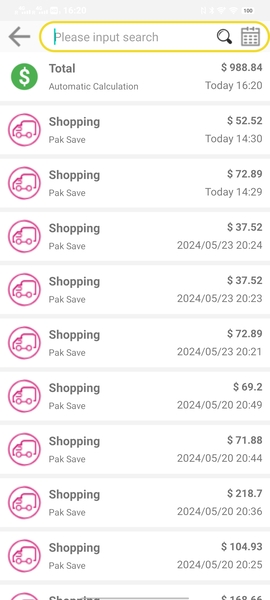 16:20
100
Please input search
Total
$ 988.84
Automatic Calculation
Today 16:20
Shopping
$ 52.52
Pak Save
Today 14:30
Shopping
$ 72.89
Pak Save
Today 14:29
Shopping
$ 37.52
Pak Save
2024/05/23 20:24
Shopping
$ 37.52
Pak Save
2024/05/23 20:23
Shopping
$ 72.89
Pak Save
2024/05/23 20:21
Shopping
$ 69.2
Pak Save
2024/05/20 20:49
Shopping
$ 71.88
Pak Save
2024/05/20 20:44
Shopping
$ 218.7
Pak Save
2024/05/20 20:36
Shopping
$ 104.93
Pak Save
2024/05/20 20:25
Shopping
$ 168.66